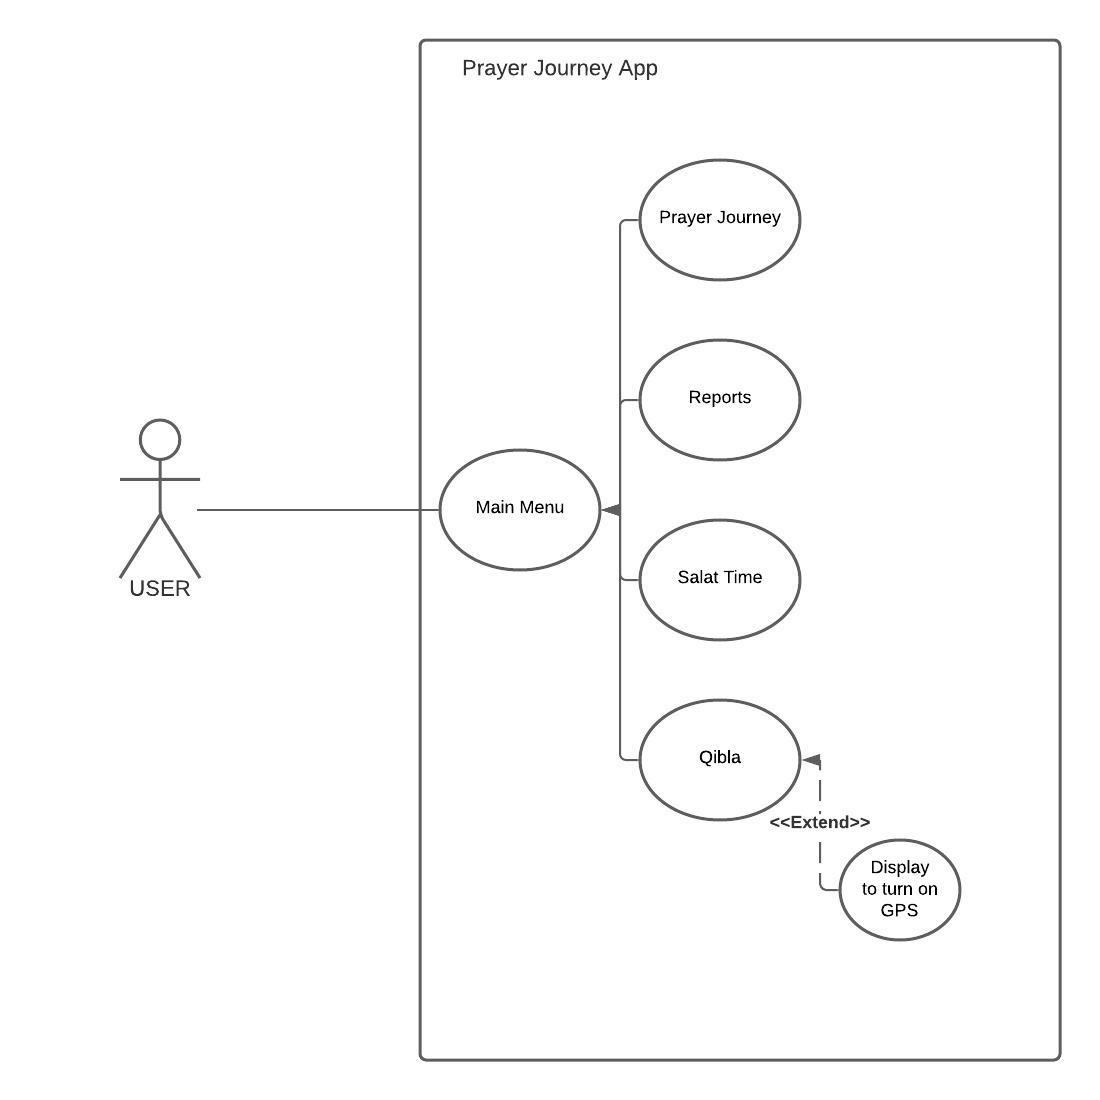 Prayer Journey App
Prayer Journey
Reports
Main Menu
Salat Time
USER
Qibla
<<Extend>>
Display
to turn on
GPS